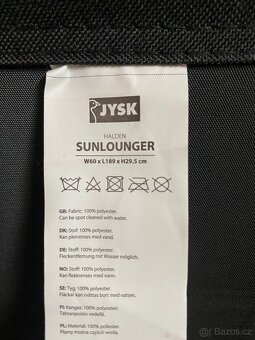 JYSK
HALDEN
SUNLOUNGER
W60 x L189 x H29.5 cm
GB: Fabric: 100% polyester.
Can be spot cleaned with water.
DK: Stof: 100% polyester.
Kan pletrenses med vand.
DE: Stoff: 100% polyester.
Fleckentfernung mit Wasser möglich.
NO: Stoff: 100% polyester.
Kan flekkrenses med vann.
SE: Tyg: 100% polyester.
Fläckar kan tvättas bort med vatten.
FI: Kangas: 100% polyesteri.
Tahranpoisto vedellä.
PL: Materiał: 100% poliester.
Plamy można czyścić wodą.
Bazoš.cz